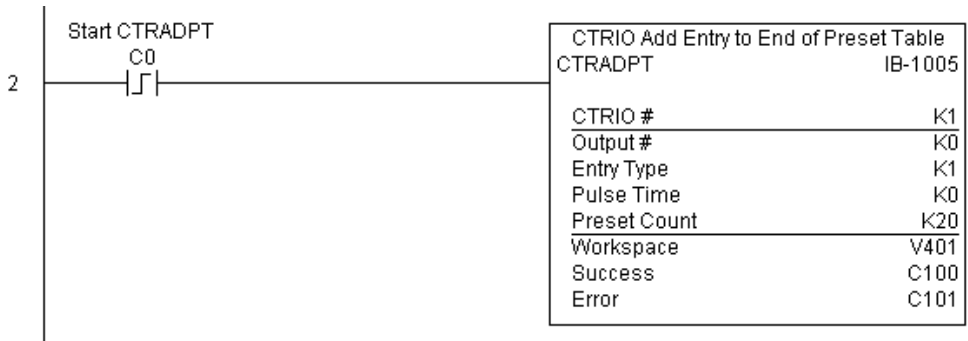 Start CTRADPT
C0
2
CTRIO Add Entry to End of Preset Table
CTRADPT IB-1005
CTRIO # K1
Output # K0
Entry Type K1
Pulse Time K0
Preset Count K20
Workspace V401
Success C100
Error C101